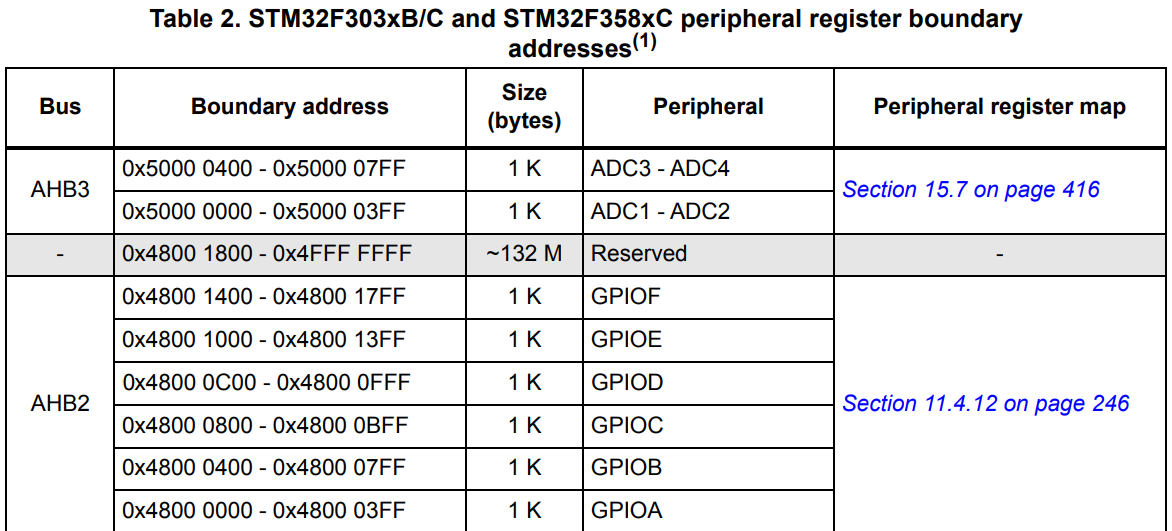 Table 2. STM32F303xB/C and STM32F358xC peripheral register boundary
addresses(1)
Bus Boundary address Size (bytes) Peripheral Peripheral register map
AHB3 0x5000 0400 - 0x5000 07FF 1 K ADC3 - ADC4 Section 15.7 on page 416
0x5000 0000 - 0x5000 03FF 1 K ADC1 - ADC2
- 0x4800 1800 - 0x4FFF FFFF ~132 M Reserved -
AHB2 0x4800 1400 - 0x4800 17FF 1 K GPIOF Section 11.4.12 on page 246
0x4800 1000 - 0x4800 13FF 1 K GPIOE
0x4800 0C00 - 0x4800 0FFF 1 K GPIOD
0x4800 0800 - 0x4800 0BFF 1 K GPIOC
0x4800 0400 - 0x4800 07FF 1 K GPIOB
0x4800 0000 - 0x4800 03FF 1 K GPIOA